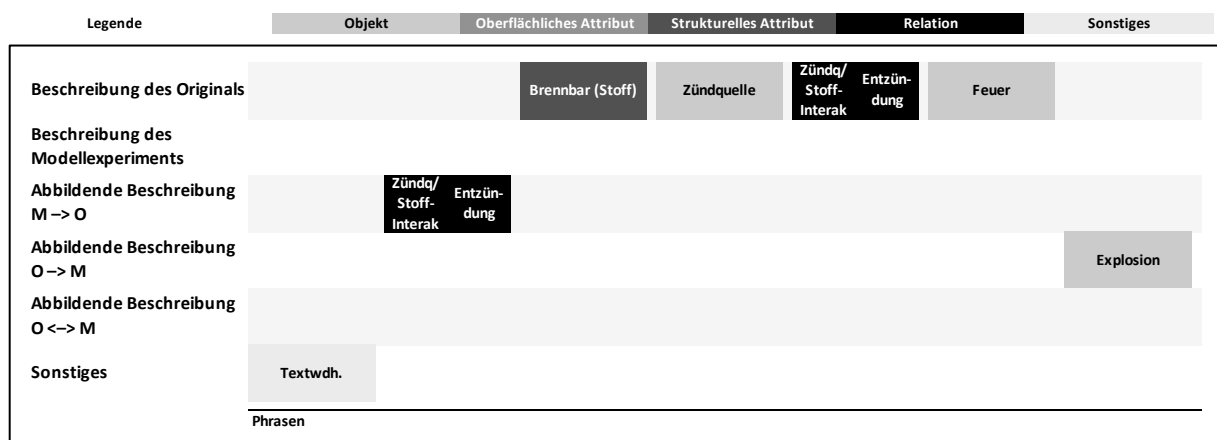 Legende Objekt Oberflächliches Attribut Strukturelles Attribut Relation Sonstiges
Beschreibung des Originals
Brennbar (Stoff)
Zündquelle
Zündq/
Stoff-
Interak
Entzün-
dung
Feuer
Beschreibung des
Modellexperiments
Abbildende Beschreibung
M –> O
Zündq/
Stoff-
Interak
Entzün-
dung
Abbildende Beschreibung
O –> M
Explosion
Abbildende Beschreibung
O <–> M
Sonstiges
Textwdh.
Phrasen